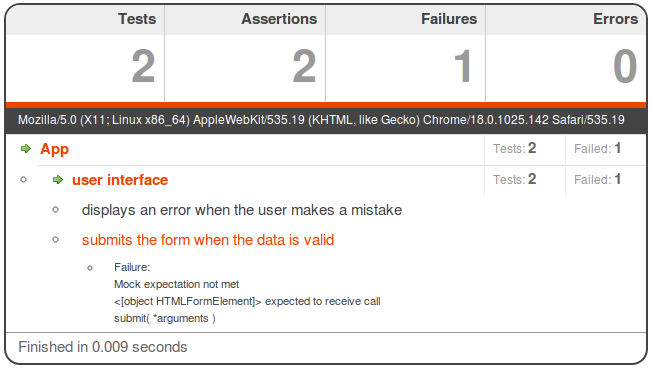 Tests Assertions Failures Errors
2 2 1 0
Mozilla/5.0 (X11; Linux x86_64) AppleWebKit/535.19 (KHTML, like Gecko) Chrome/18.0.1025.142 Safari/535.19
App Tests: 2 Failed: 1
user interface Tests: 2 Failed: 1
displays an error when the user makes a mistake
submits the form when the data is valid
Failure:
Mock expectation not met
<[object HTMLFormElement]> expected to receive call
submit( *arguments )
Finished in 0.009 seconds